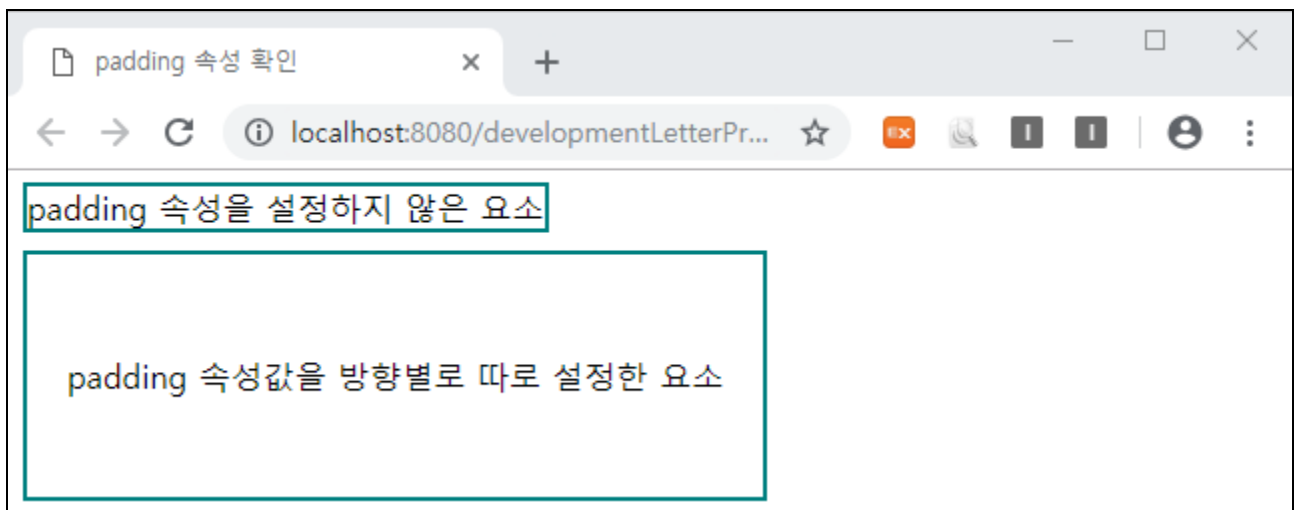 padding 속성 확인
localhost:8080/developmentLetterPr...
padding 속성을 설정하지 않은 요소
padding 속성값을 방향별로 따로 설정한 요소